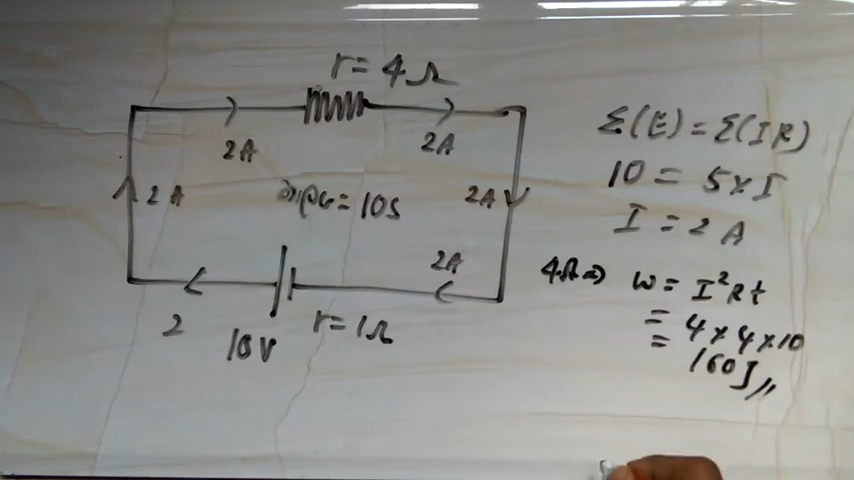 r = 4Ω
2A
2A
2A
= 10s
2A
2A
2
10V
r = 1Ω
Σ(E) = Σ(IR)
10 = 5 x I
I = 2 A
4Ω ⇒ W = I²Rt
= 4 x 4 x 10
= 160J //